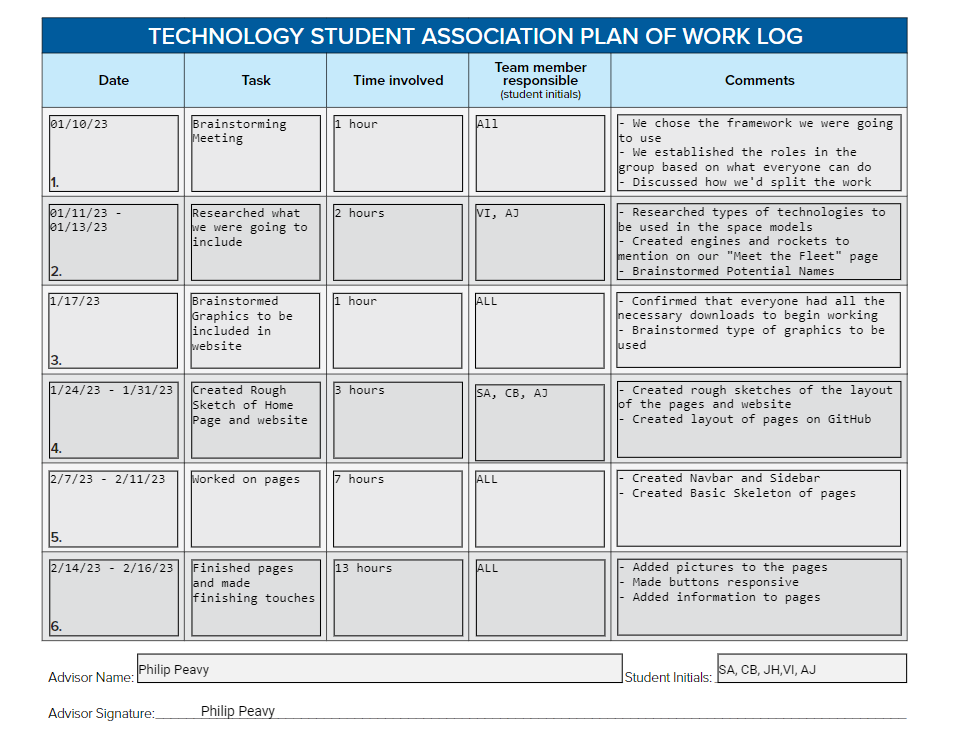 TECHNOLOGY STUDENT ASSOCIATION PLAN OF WORK LOG
Date
Task
Time involved
Team member
responsible
(student initials)
Comments
01/10/23
1.
Brainstorming
Meeting
1 hour
All
- We chose the framework we were going
to use
- We established the roles in the
group based on what everyone can do
- Discussed how we'd split the work
01/11/23 -
01/13/23
2.
Researched what
we were going to
include
2 hours
VI, AJ
- Researched types of technologies to
be used in the space models
- Created engines and rockets to
mention on our "Meet the Fleet" page
- Brainstormed Potential Names
1/17/23
3.
Brainstormed
Graphics to be
included in
website
1 hour
ALL
- Confirmed that everyone had all the
necessary downloads to begin working
- Brainstormed type of graphics to be
used
1/24/23 - 1/31/23
4.
Created Rough
Sketch of Home
Page and website
3 hours
SA, CB, AJ
- Created rough sketches of the layout
of the pages and website
- Created layout of pages on GitHub
2/7/23 - 2/11/23
5.
Worked on pages
7 hours
ALL
- Created Navbar and Sidebar
- Created Basic Skeleton of pages
2/14/23 - 2/16/23
6.
Finished pages
and made
finishing touches
13 hours
ALL
- Added pictures to the pages
- Made buttons responsive
- Added information to pages
Advisor Name: Philip Peavy
Student Initials: SA, CB, JH,VI, AJ
Advisor Signature: Philip Peavy